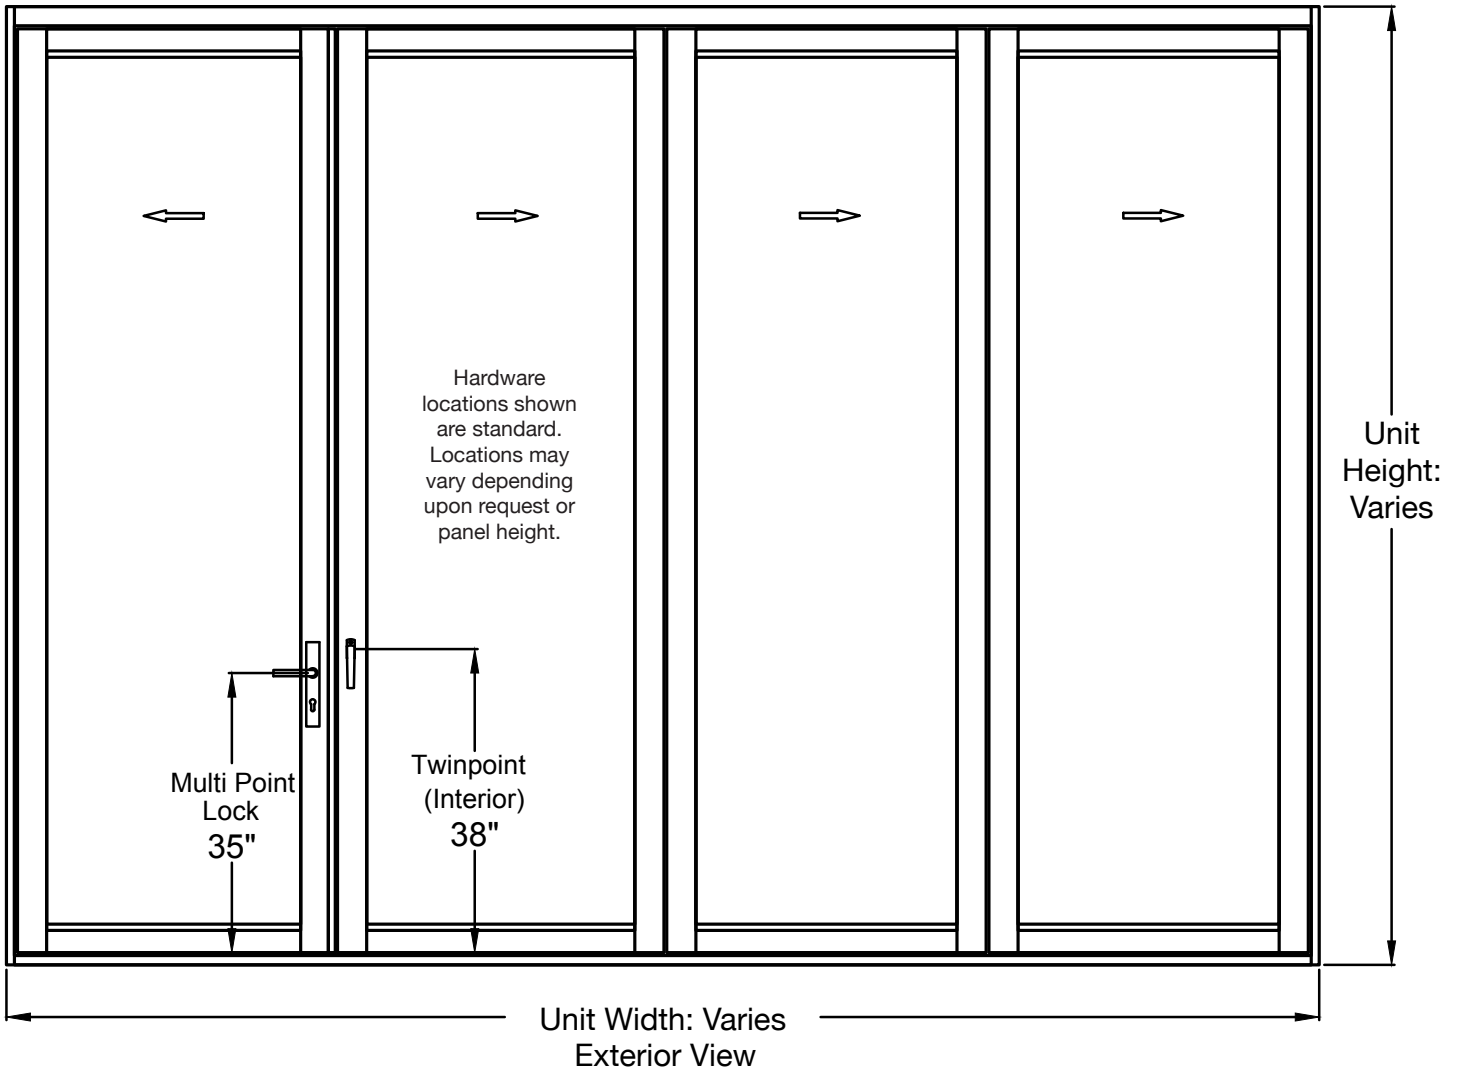 Hardware
locations shown
are standard.
Locations may
vary depending
upon request or
panel height.
Unit
Height:
Varies
Multi Point
Lock
35"
Twinpoint
(Interior)
38"
Unit Width: Varies
Exterior View